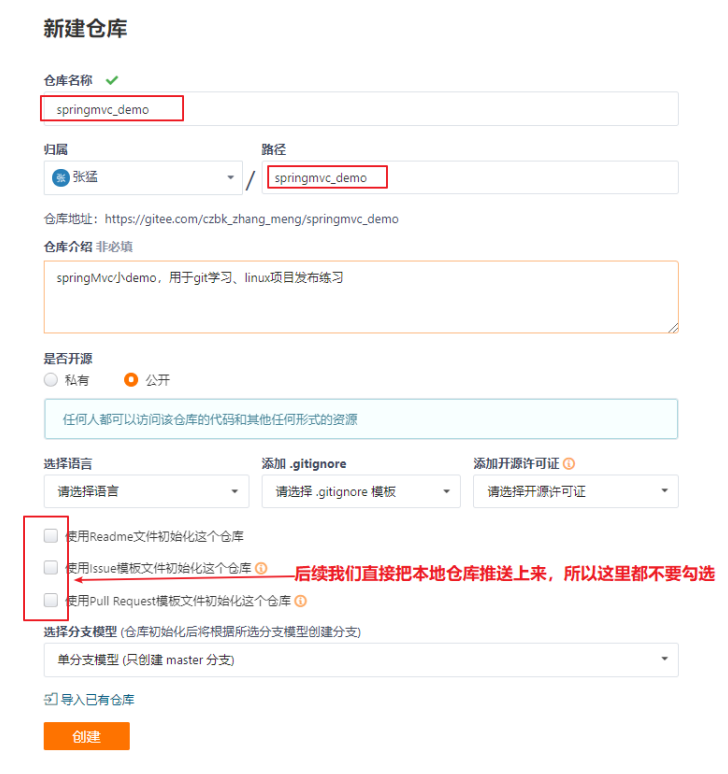 新建仓库
仓库名称
springmvc_demo
归属 路径
张 张猛 / springmvc_demo
仓库地址：https://gitee.com/czbk_zhang_meng/springmvc_demo
仓库介绍 非必填
springMvc小demo，用于git学习、linux项目发布练习
是否开源
私有 公开
任何人都可以访问该仓库的代码和其他任何形式的资源
选择语言 添加 .gitignore 添加开源许可证
请选择语言 请选择 .gitignore 模板 请选择开源许可证
使用Readme文件初始化这个仓库
使用Issue模板文件初始化这个仓库
后续我们直接把本地仓库推送上来，所以这里都不要勾选
使用Pull Request模板文件初始化这个仓库
选择分支模型 (仓库初始化后将根据所选分支模型创建分支)
单分支模型 (只创建 master 分支)
导入已有仓库
创建